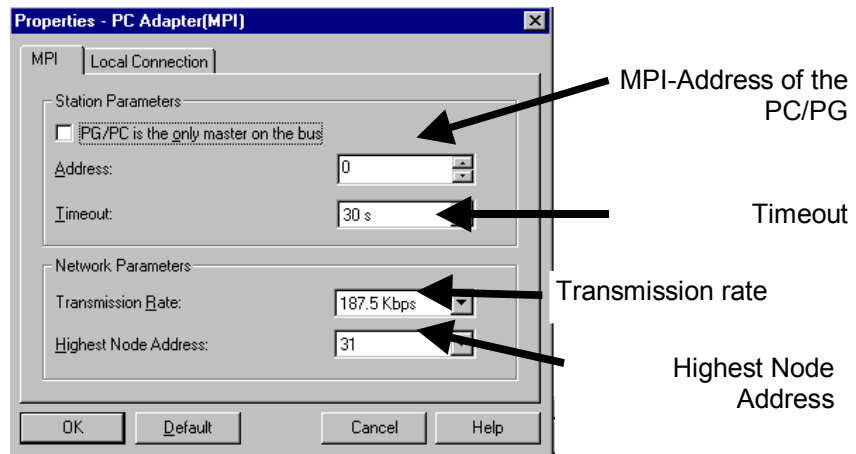 Properties - PC Adapter(MPI)
MPI
Local Connection
MPI-Address of the
PC/PG
Station Parameters
PG/PC is the only master on the bus
Address:
0
Timeout:
30 s
Timeout
Network Parameters
Transmission Rate:
187.5 Kbps
Transmission rate
Highest Node Address:
31
Highest Node
Address
OK
Default
Cancel
Help